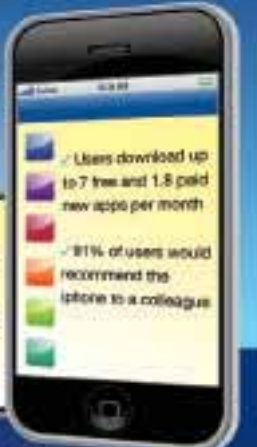 ✓ Users download up
to 7 free and 1.8 paid
new apps per month
✓ 91% of users would
recommend the
iphone to a colleague